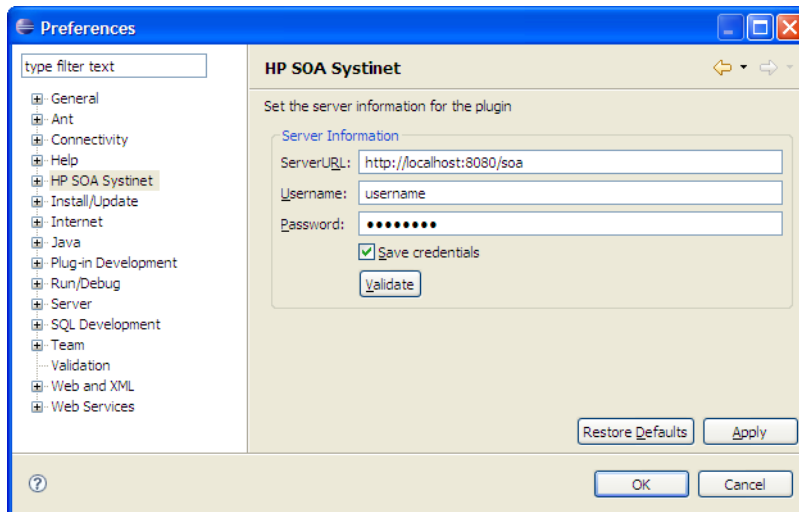 Preferences
type filter text
General
Ant
Connectivity
Help
HP SOA Systinet
Install/Update
Internet
Java
Plug-in Development
Run/Debug
Server
SQL Development
Team
Validation
Web and XML
Web Services
HP SOA Systinet
Set the server information for the plugin
Server Information
ServerURL: http://localhost:8080/soa
Username: username
Password: ••••••••
Save credentials
Validate
Restore Defaults Apply
? OK Cancel